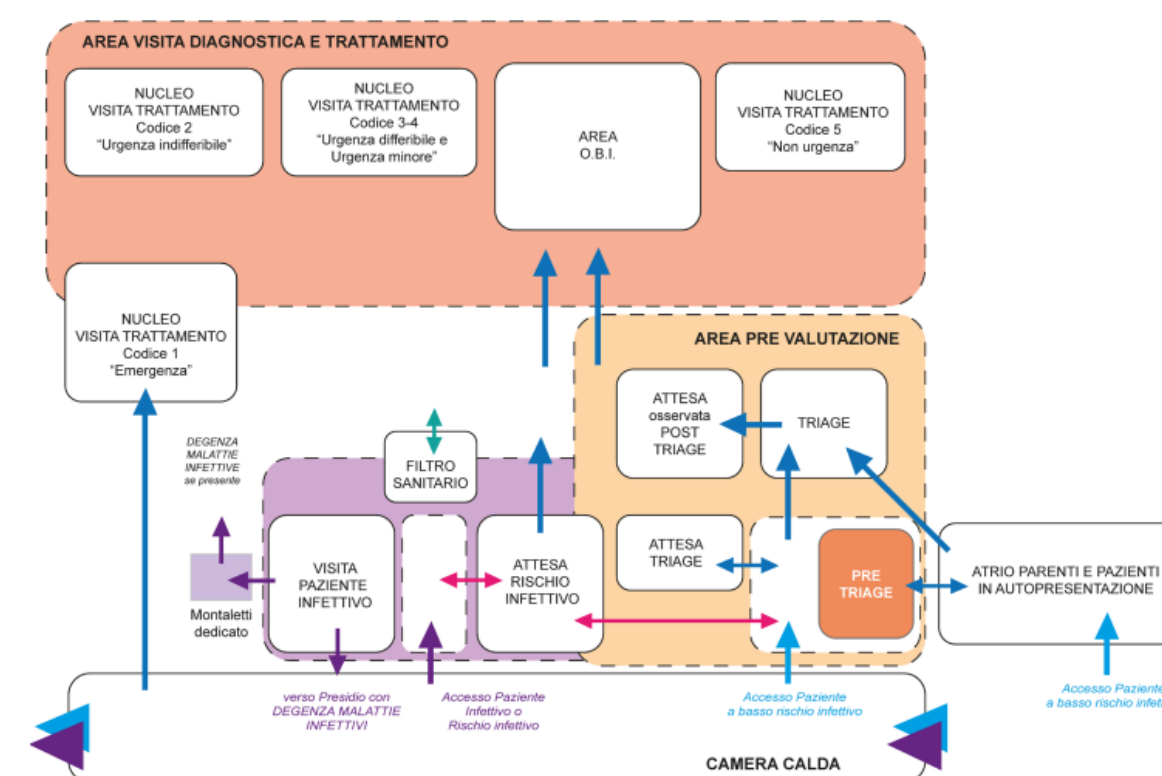 AREA VISITA DIAGNOSTICA E TRATTAMENTO
NUCLEO
VISITA TRATTAMENTO
Codice 2
“Urgenza indifferibile”
NUCLEO
VISITA TRATTAMENTO
Codice 3-4
“Urgenza differibile e
Urgenza minore”
AREA
O.B.I.
NUCLEO
VISITA TRATTAMENTO
Codice 5
“Non urgenza”
NUCLEO
VISITA TRATTAMENTO
Codice 1
“Emergenza”
AREA PRE VALUTAZIONE
ATTESA
osservata
POST
TRIAGE
TRIAGE
DEGENZA
MALATTIE
INFETTIVE
se presente
FILTRO
SANITARIO
VISITA
PAZIENTE
INFETTIVO
ATTESA
RISCHIO
INFETTIVO
ATTESA
TRIAGE
PRE
TRIAGE
ATRIO PARENTI E PAZIENTI
IN AUTOPRESENTAZIONE
Montaletti
dedicato
verso Presidio con
DEGENZA MALATTIE
INFETTIVI
Accesso Paziente
Infettivo o
Rischio infettivo
Accesso Paziente
a basso rischio infettivo
Accesso Paziente
a basso rischio
CAMERA CALDA